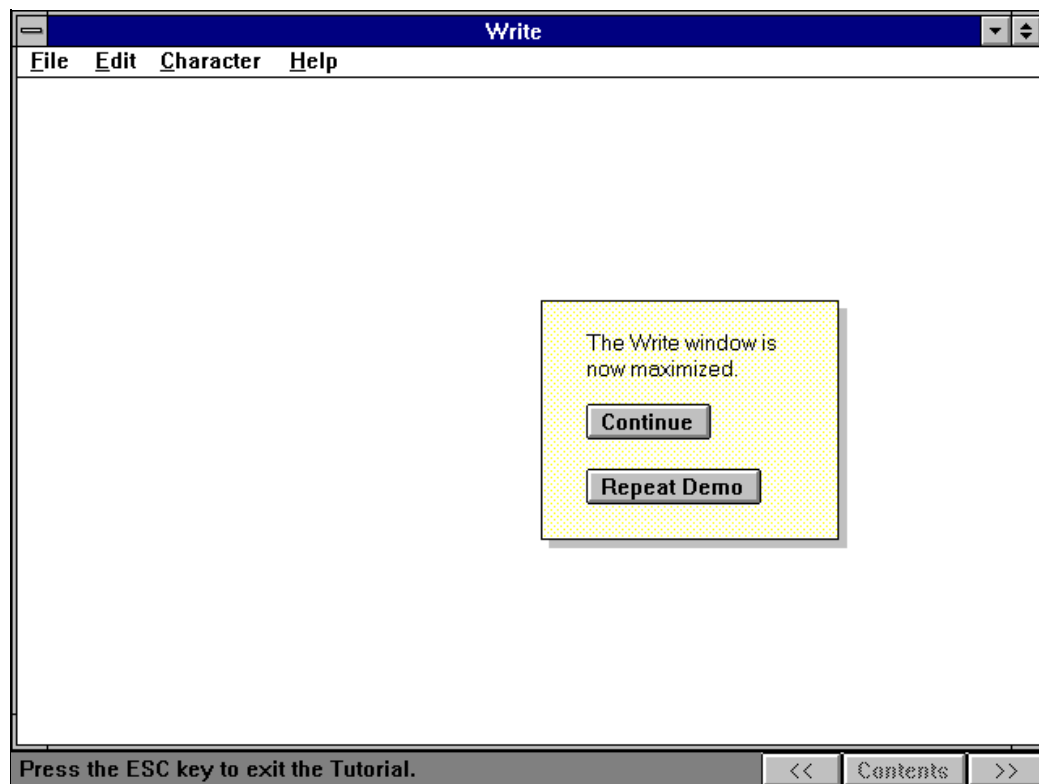 Write
File Edit Character Help
The Write window is
now maximized.
Continue
Repeat Demo
Press the ESC key to exit the Tutorial. << Contents >>